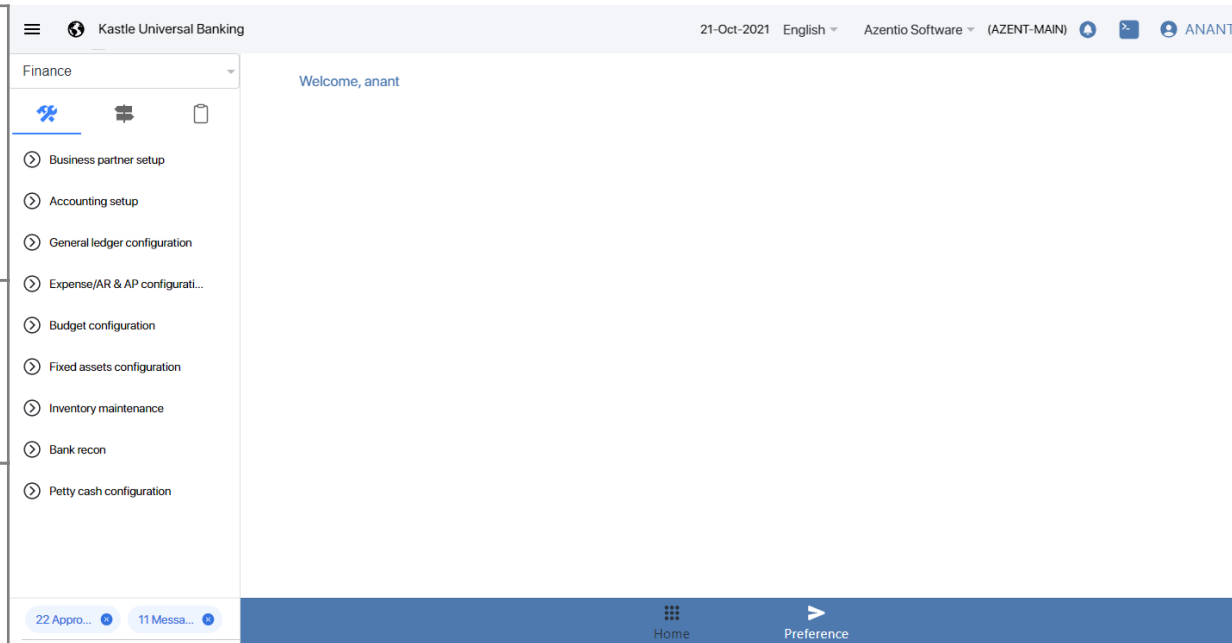 Kastle Universal Banking
21-Oct-2021 English Azentio Software (AZENT-MAIN) ANANT
Finance
Welcome, anant
Business partner setup
Accounting setup
General ledger configuration
Expense/AR & AP configurati...
Budget configuration
Fixed assets configuration
Inventory maintenance
Bank recon
Petty cash configuration
22 Appro... 11 Messa...
Home Preference